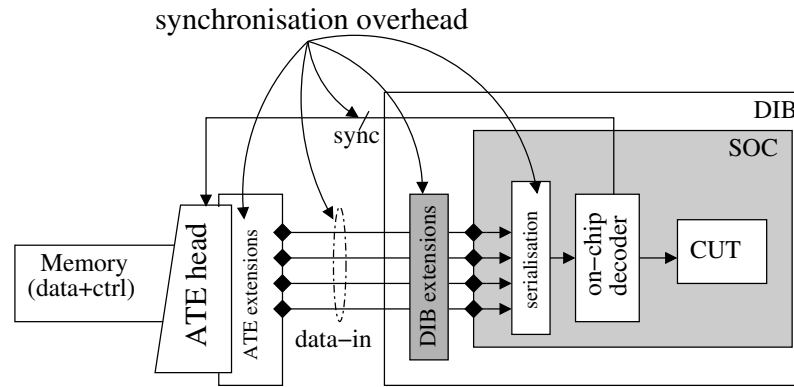 synchronisation overhead
DIB
sync
SOC
Memory
(data+ctrl)
ATE head
ATE extensions
data−in
DIB extensions
serialisation
on−chip
decoder
CUT